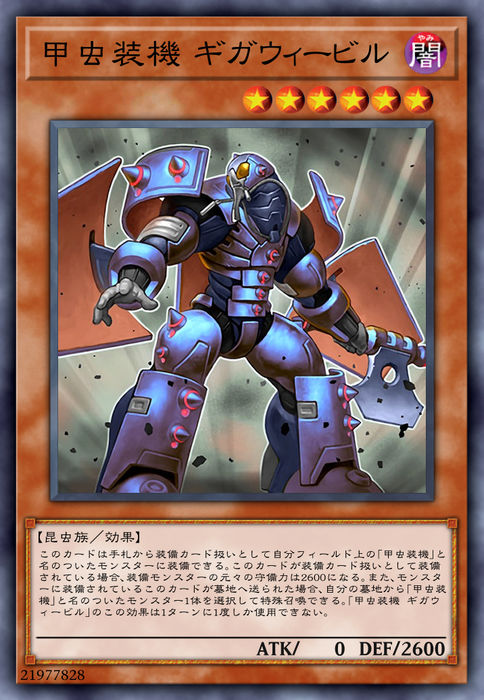 甲虫装機 ギガウィービル
やみ
闇
【昆虫族／効果】
このカードは手札から装備カード扱いとして自分フィールド上の「甲虫装機」と
名のついたモンスターに装備できる。このカードが装備カード扱いとして装備
されている場合、装備モンスターの元々の守備力は2600になる。また、モンスタ
ーに装備されているこのカードが墓地へ送られた場合、自分の墓地から「甲虫装
機」と名のついたモンスター1体を選択して特殊召喚できる。「甲虫装機 ギガウ
ィービル」のこの効果は1ターンに1度しか使用できない。
ATK/ 0 DEF/2600
21977828